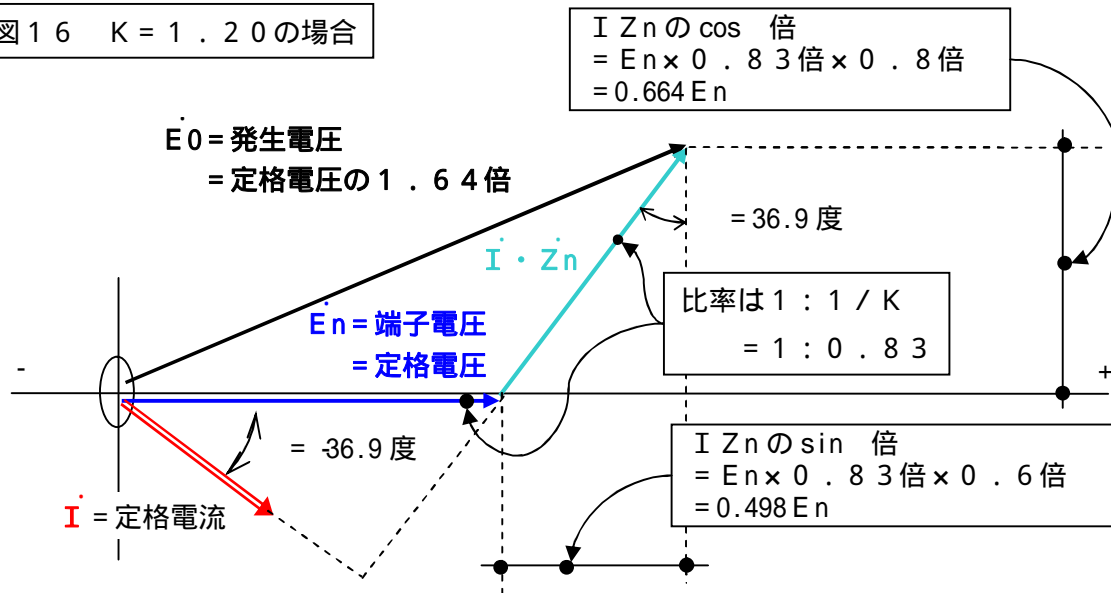 図16　K=1.20の場合
IZnのcos　倍
=En×0.83倍×0.8倍
=0.664En
Ė0=発生電圧
=定格電圧の1.64倍
=36.9度
İ・Żn
比率は1:1/K
=1:0.83
Ėn=端子電圧
=定格電圧
-
+
= -36.9度
İ=定格電流
IZnのsin　倍
=En×0.83倍×0.6倍
=0.498En